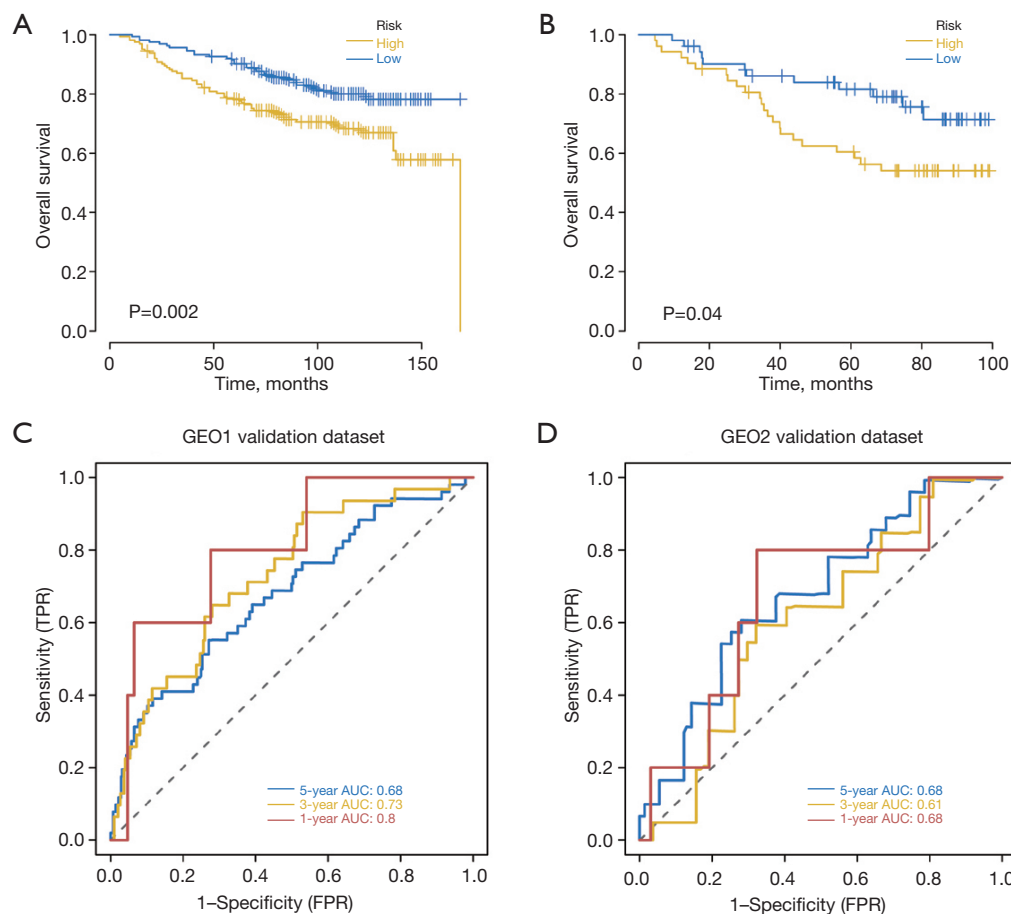 A
Risk
High
Low
1.0
0.8
0.6
0.4
0.2
0.0
Overall survival
P=0.002
0
50
100
150
Time, months
B
Risk
High
Low
1.0
0.8
0.6
0.4
0.2
0.0
Overall survival
P=0.04
0
20
40
60
80
100
Time, months
C
GEO1 validation dataset
1.0
0.8
0.6
0.4
0.2
0.0
Sensitivity (TPR)
5-year AUC: 0.68
3-year AUC: 0.73
1-year AUC: 0.8
0.0
0.2
0.4
0.6
0.8
1.0
1–Specificity (FPR)
D
GEO2 validation dataset
1.0
0.8
0.6
0.4
0.2
0.0
Sensitivity (TPR)
5-year AUC: 0.68
3-year AUC: 0.61
1-year AUC: 0.68
0.0
0.2
0.4
0.6
0.8
1.0
1–Specificity (FPR)